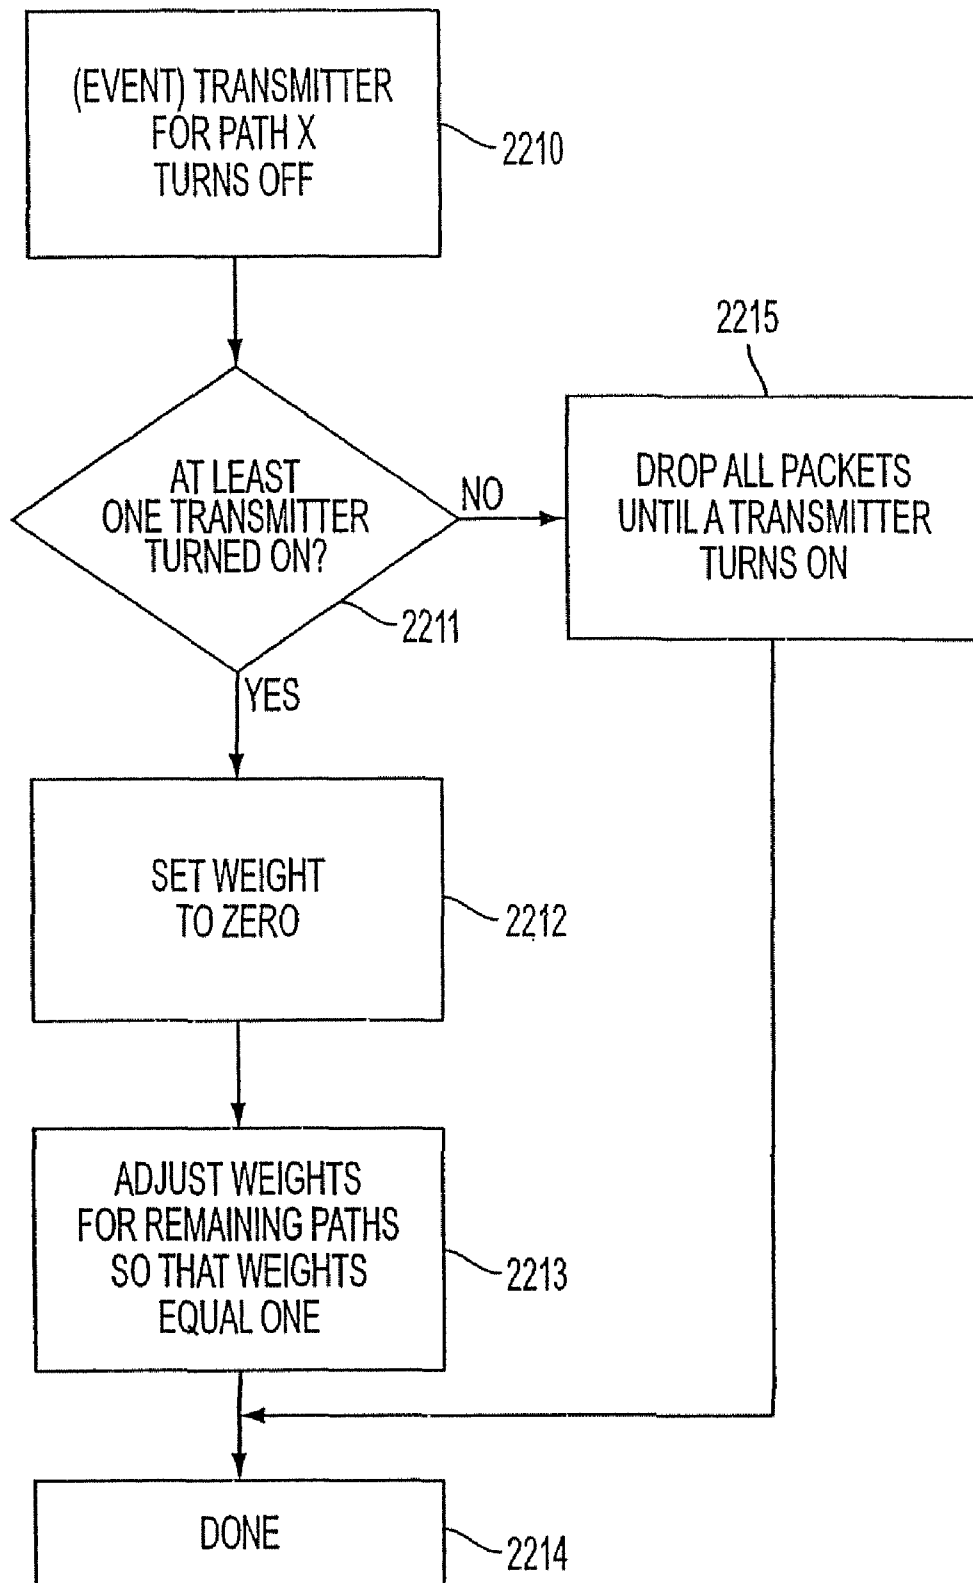 (EVENT) TRANSMITTER
FOR PATH X
TURNS OFF
2210
2215
AT LEAST
ONE TRANSMITTER
TURNED ON?
NO
DROP ALL PACKETS
UNTIL A TRANSMITTER
TURNS ON
2211
YES
SET WEIGHT
TO ZERO
2212
ADJUST WEIGHTS
FOR REMAINING PATHS
SO THAT WEIGHTS
EQUAL ONE
2213
DONE
2214